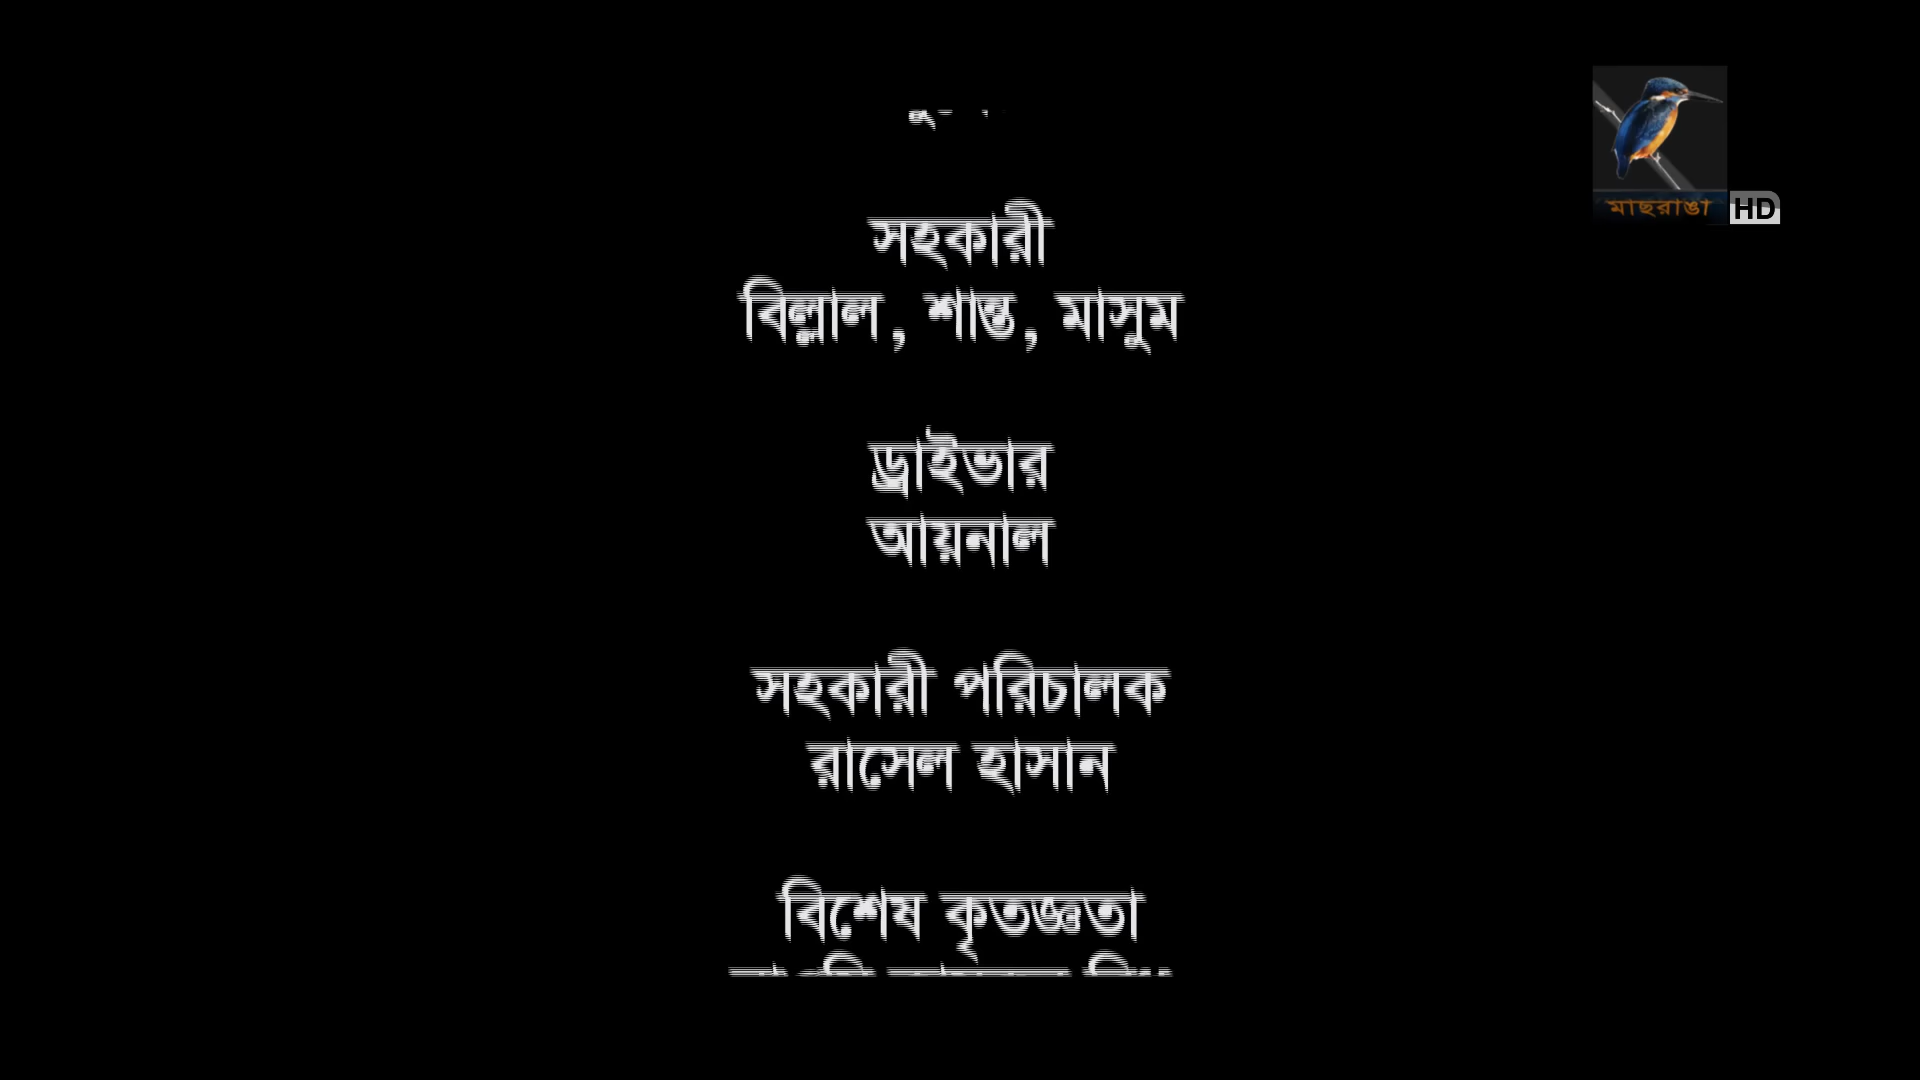 মাছরাঙা HD
সহকারী
বিল্লাল, শান্ত, মাসুম
ড্রাইভার
আয়নাল
সহকারী পরিচালক
রাসেল হাসান
বিশেষ কৃতজ্ঞতা